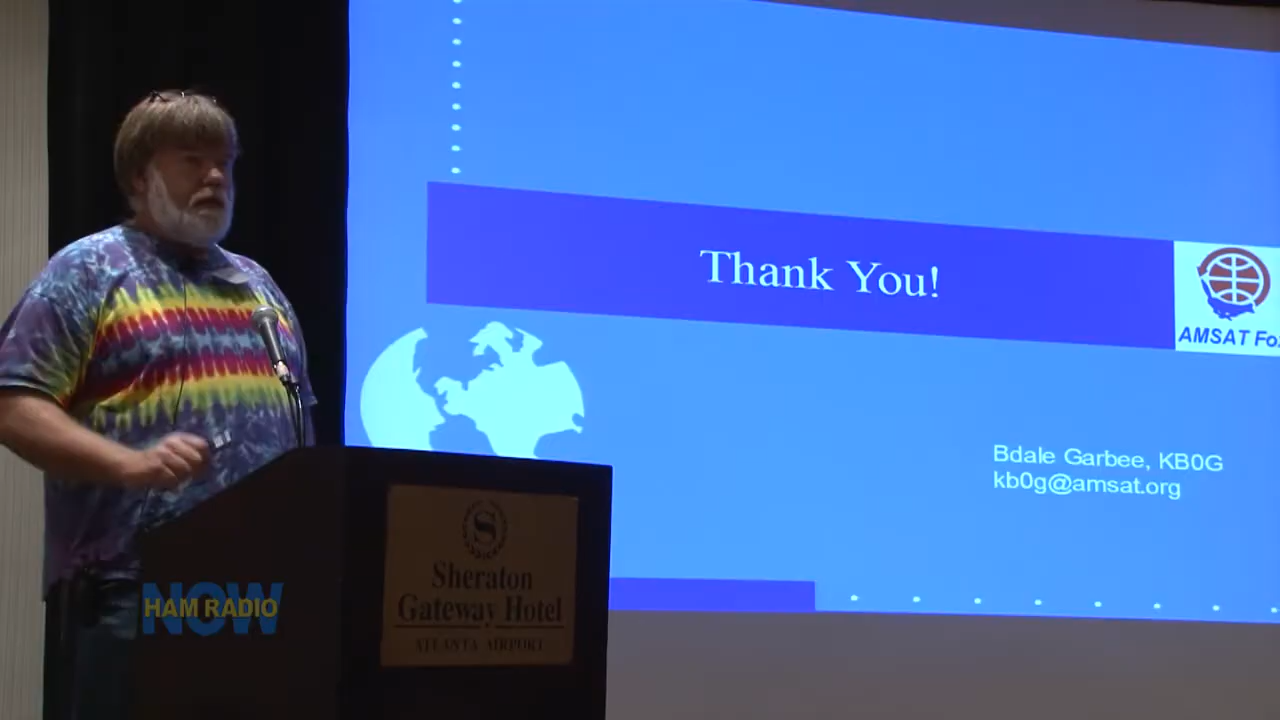 Thank You!
AMSAT Fo
Bdale Garbee, KB0G
kb0g@amsat.org
S
Sheraton
Gateway Hotel
ATLANTA AIRPORT
HAM RADIO
NOW